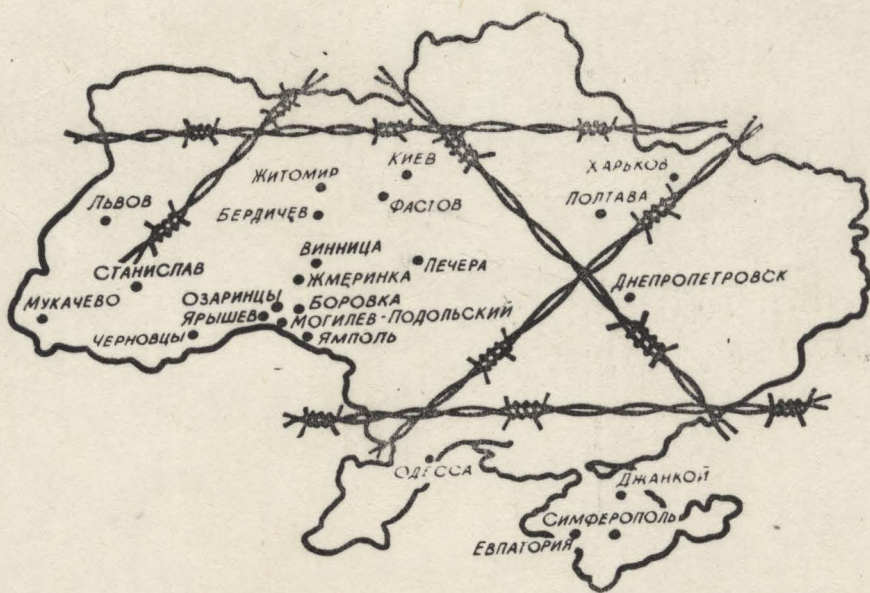 КИЕВ
ХАРЬКОВ
ЖИТОМИР
ЛЬВОВ
ФАСТОВ
ПОЛТАВА
БЕРДИЧЕВ
ВИННИЦА
ПЕЧЕРА
СТАНИСЛАВ
ЖМЕРИНКА
ДНЕПРОПЕТРОВСК
МУКАЧЕВО
ОЗАРИНЦЫ
БОРОВКА
ЯРЫШЕВ
МОГИЛЕВ-ПОДОЛЬСКИЙ
ЧЕРНОВЦЫ
ЯМПОЛЬ
ОДЕССА
ДЖАНКОЙ
СИМФЕРОПОЛЬ
ЕВПАТОРИЯ